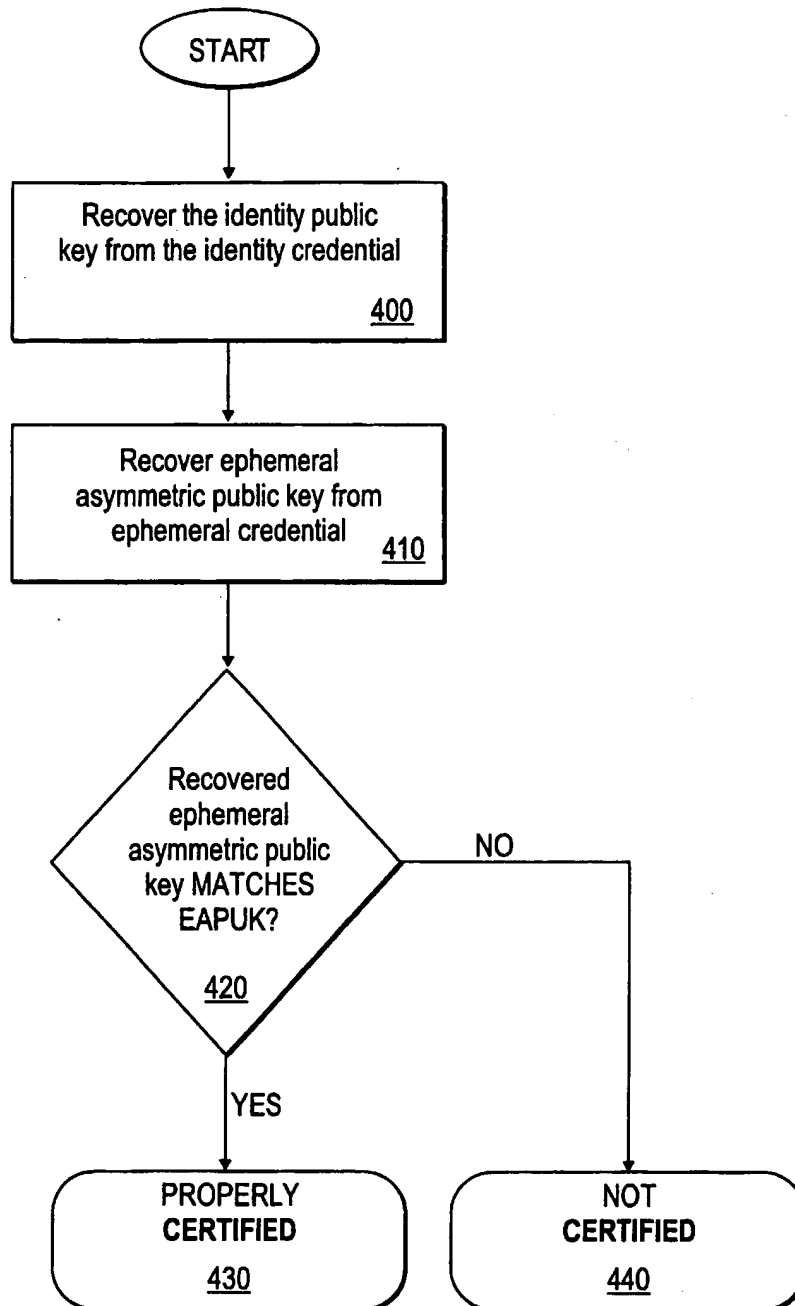 START
Recover the identity public
key from the identity credential
400
Recover ephemeral
asymmetric public key from
ephemeral credential
410
Recovered
ephemeral
asymmetric public
key MATCHES
EAPUK?
420
NO
YES
PROPERLY
CERTIFIED
430
NOT
CERTIFIED
440